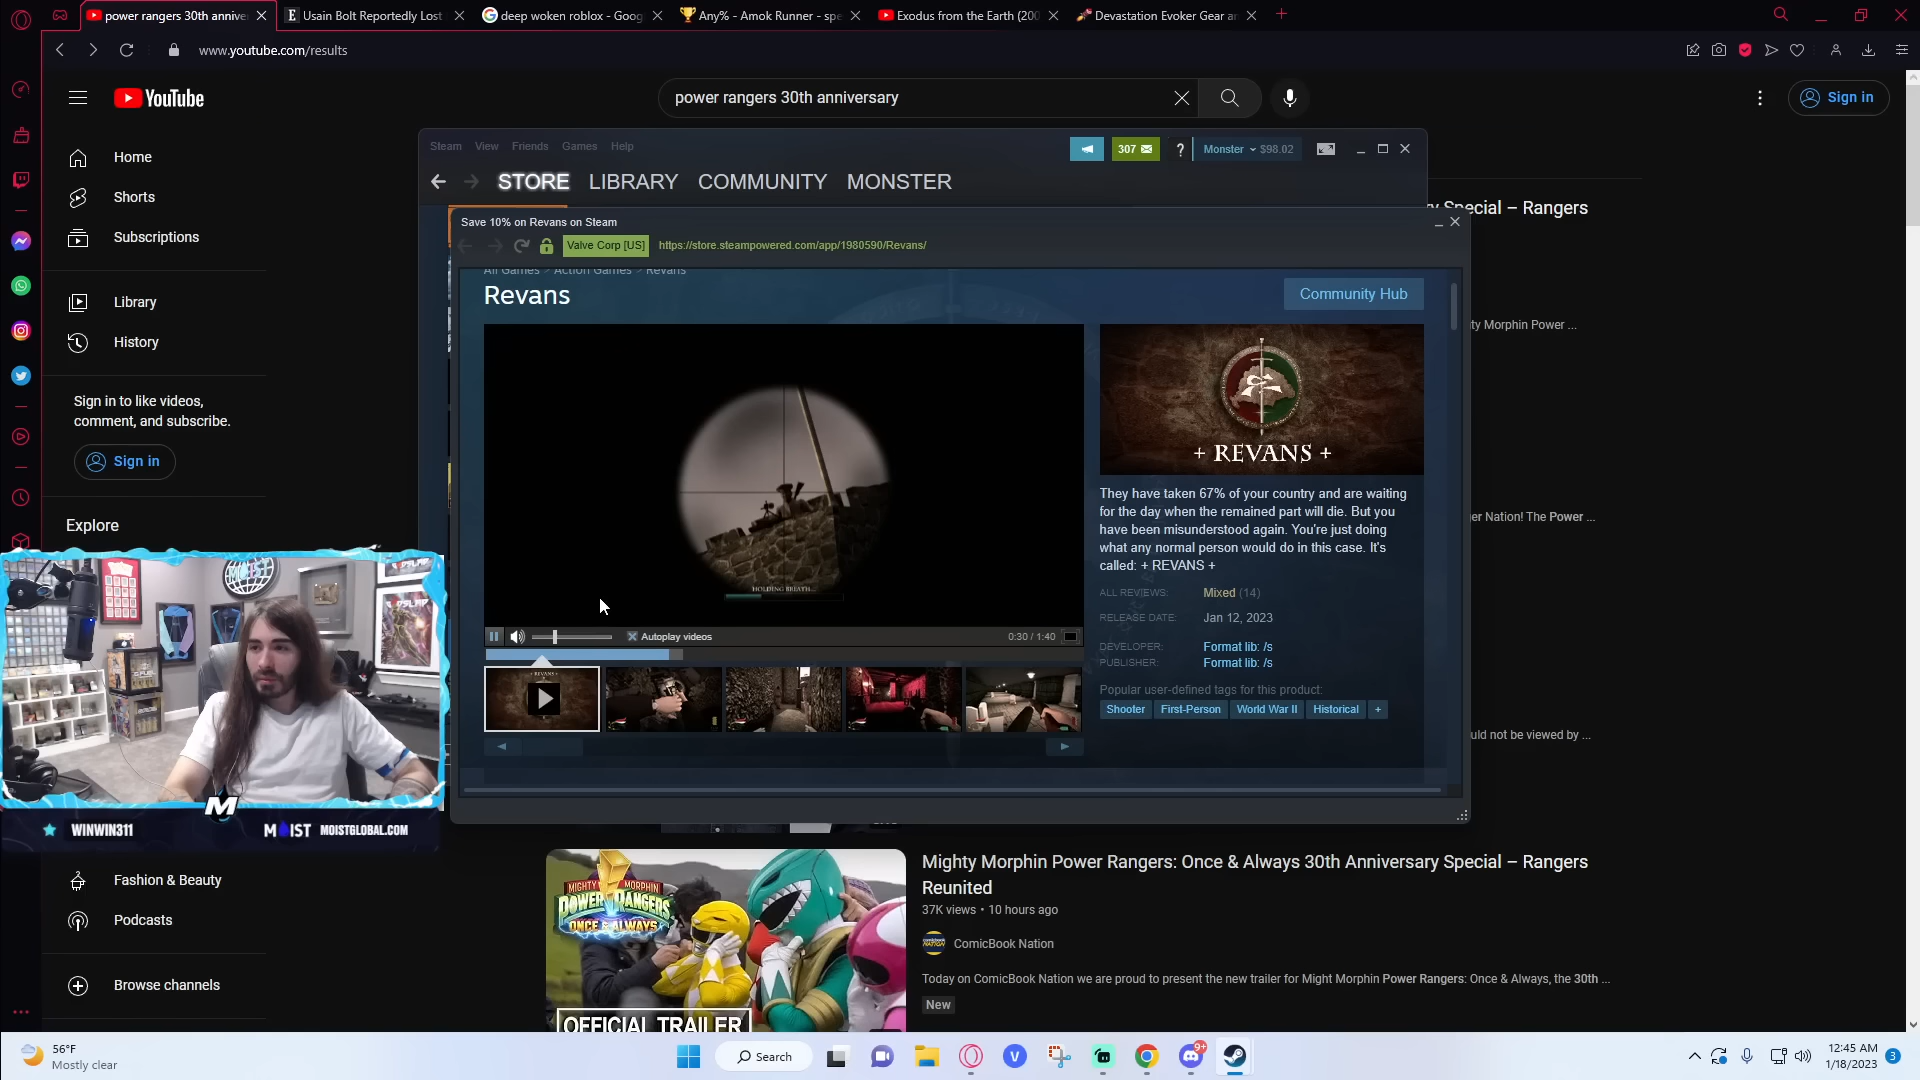 power rangers 30th annive
Usain Bolt Reportedly Lost
deep woken roblox - Goog
Any% - Amok Runner - spe
Exodus from the Earth (200
Devastation Evoker Gear a
www.youtube.com/results
YouTube
power rangers 30th anniversary
Sign in
Home
Shorts
Subscriptions
Library
History
Sign in to like videos,
comment, and subscribe.
Sign in
Explore
Steam View Friends Games Help
307
?
Monster $98.02
STORE LIBRARY COMMUNITY MONSTER
y Special – Rangers
Save 10% on Revans on Steam
Valve Corp [US]
https://store.steampowered.com/app/1980590/Revans/
All Games > Action Games > Revans
Revans
Community Hub
HOLDING BREATH...
+ REVANS +
They have taken 67% of your country and are waiting
for the day when the remained part will die. But you
have been misunderstood again. You're just doing
what any normal person would do in this case. It's
called: + REVANS +
ALL REVIEWS: Mixed (14)
RELEASE DATE: Jan 12, 2023
DEVELOPER: Format lib: /s
PUBLISHER: Format lib: /s
Popular user-defined tags for this product:
Shooter First-Person World War II Historical +
Autoplay videos
0:30 / 1:40
REVANS
ty Morphin Power ...
er Nation! The Power ...
uld not be viewed by ...
MOIST
WINWIN311
M
MOIST MOISTGLOBAL.COM
Fashion & Beauty
Podcasts
Browse channels
MIGHTY MORPHIN
POWER RANGERS
ONCE & ALWAYS
OFFICIAL TRAILER
Mighty Morphin Power Rangers: Once & Always 30th Anniversary Special – Rangers
Reunited
37K views • 10 hours ago
ComicBook Nation
Today on ComicBook Nation we are proud to present the new trailer for Might Morphin Power Rangers: Once & Always, the 30th ...
New
56°F
Mostly clear
Search
V
9+
12:45 AM
1/18/2023
3